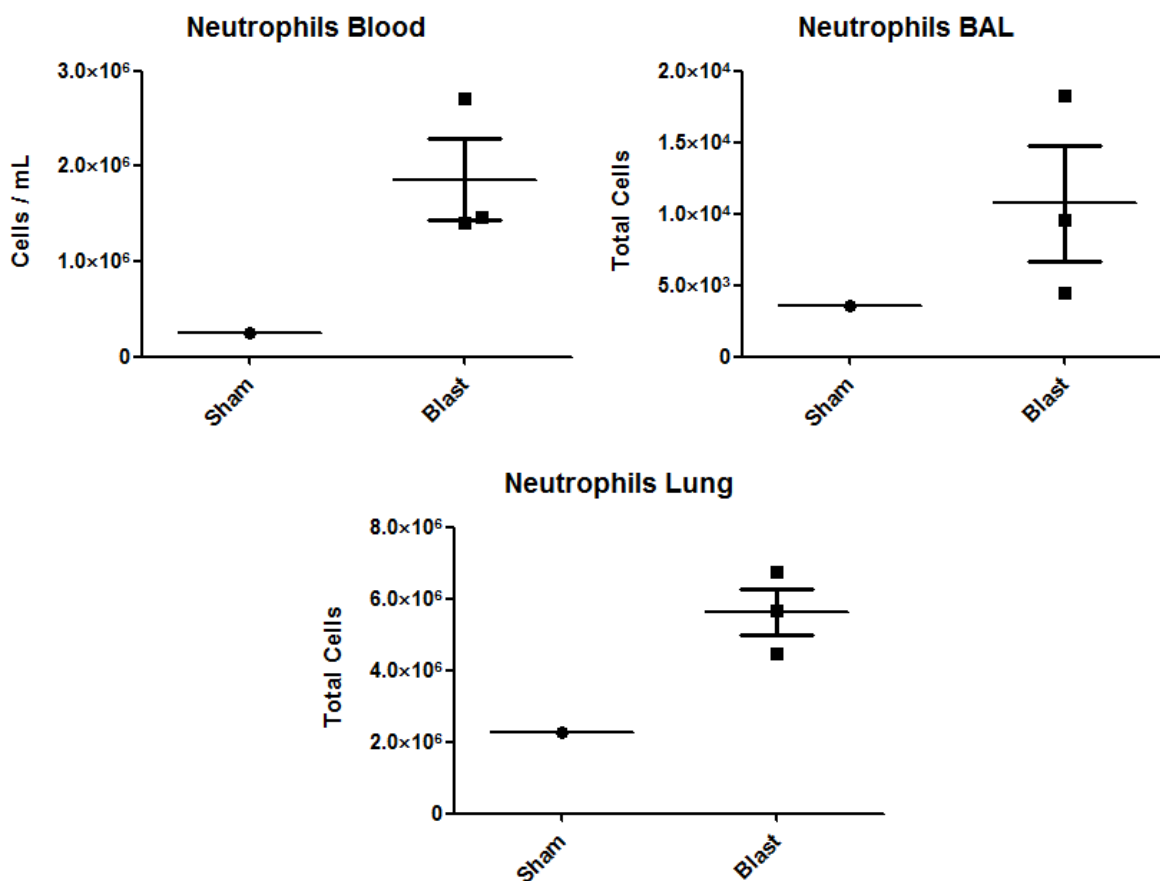 Neutrophils Blood
Cells / mL
3.0×10⁶
2.0×10⁶
1.0×10⁶
0
Sham
Blast
Neutrophils BAL
Total Cells
2.0×10⁴
1.5×10⁴
1.0×10⁴
5.0×10³
0
Sham
Blast
Neutrophils Lung
Total Cells
8.0×10⁶
6.0×10⁶
4.0×10⁶
2.0×10⁶
0
Sham
Blast